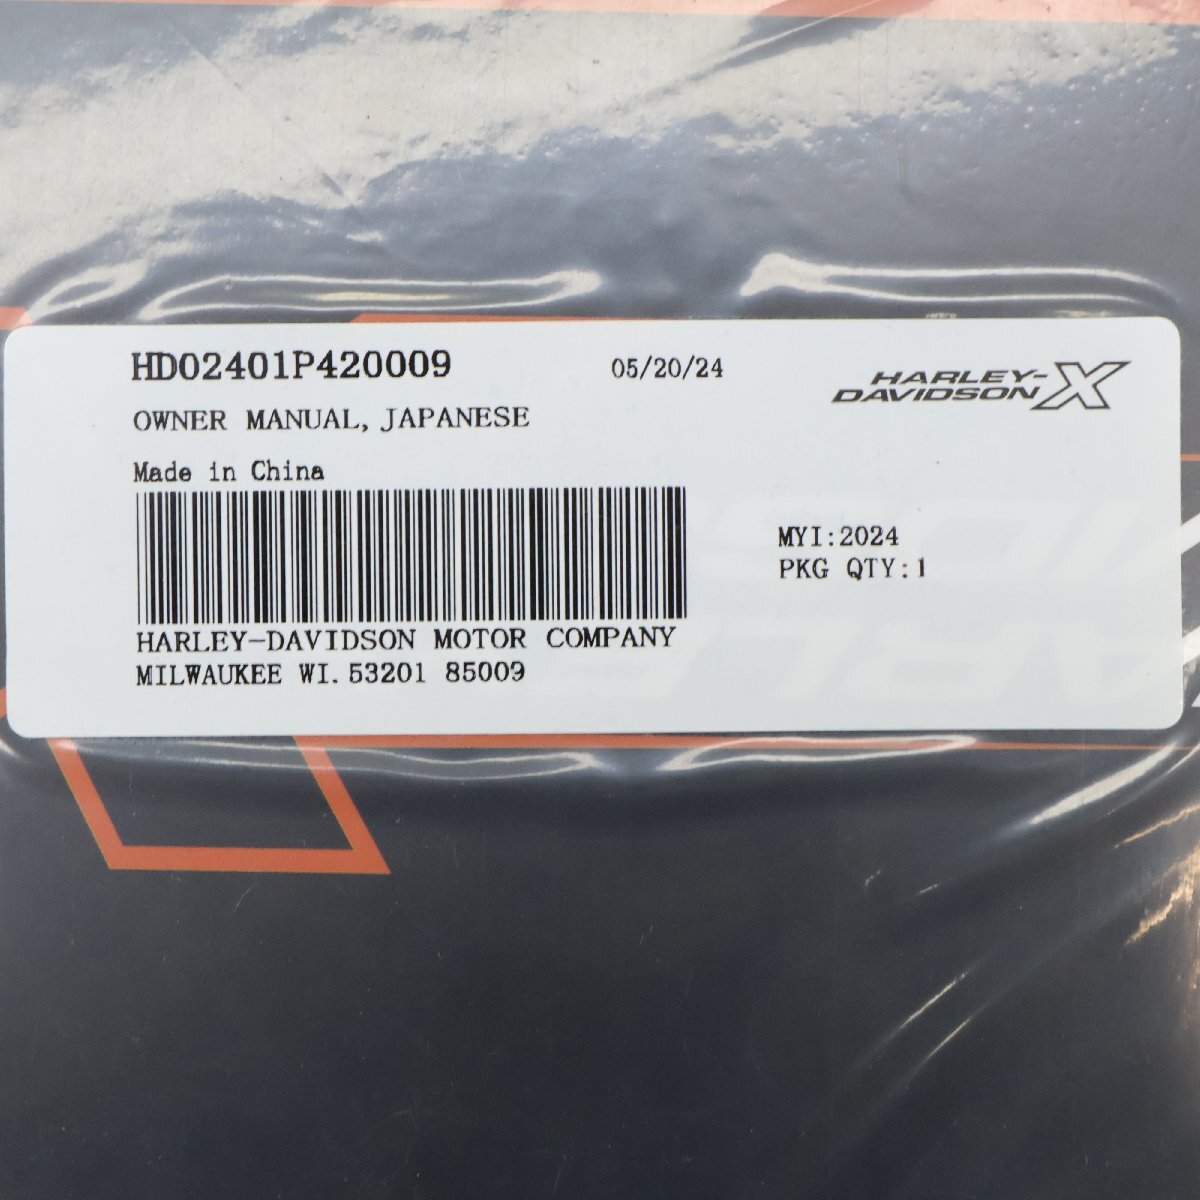 HD02401P420009
05/20/24
HARLEY-
DAVIDSON X
OWNER MANUAL, JAPANESE
Made in China
MYI:2024
PKG QTY:1
HARLEY-DAVIDSON MOTOR COMPANY
MILWAUKEE WI. 53201 85009